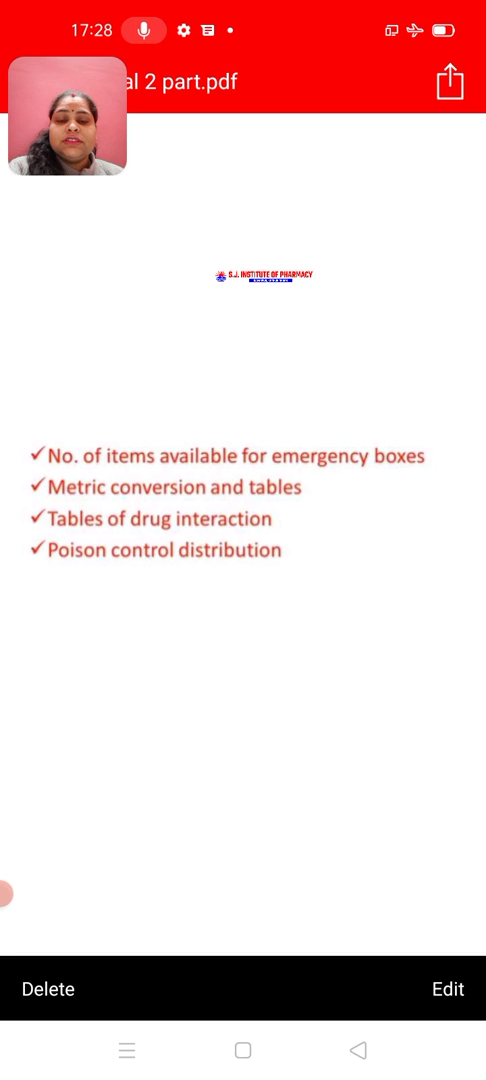 17:28
al 2 part.pdf
S.J. INSTITUTE OF PHARMACY
✓No. of items available for emergency boxes
✓Metric conversion and tables
✓Tables of drug interaction
✓Poison control distribution
Delete
Edit